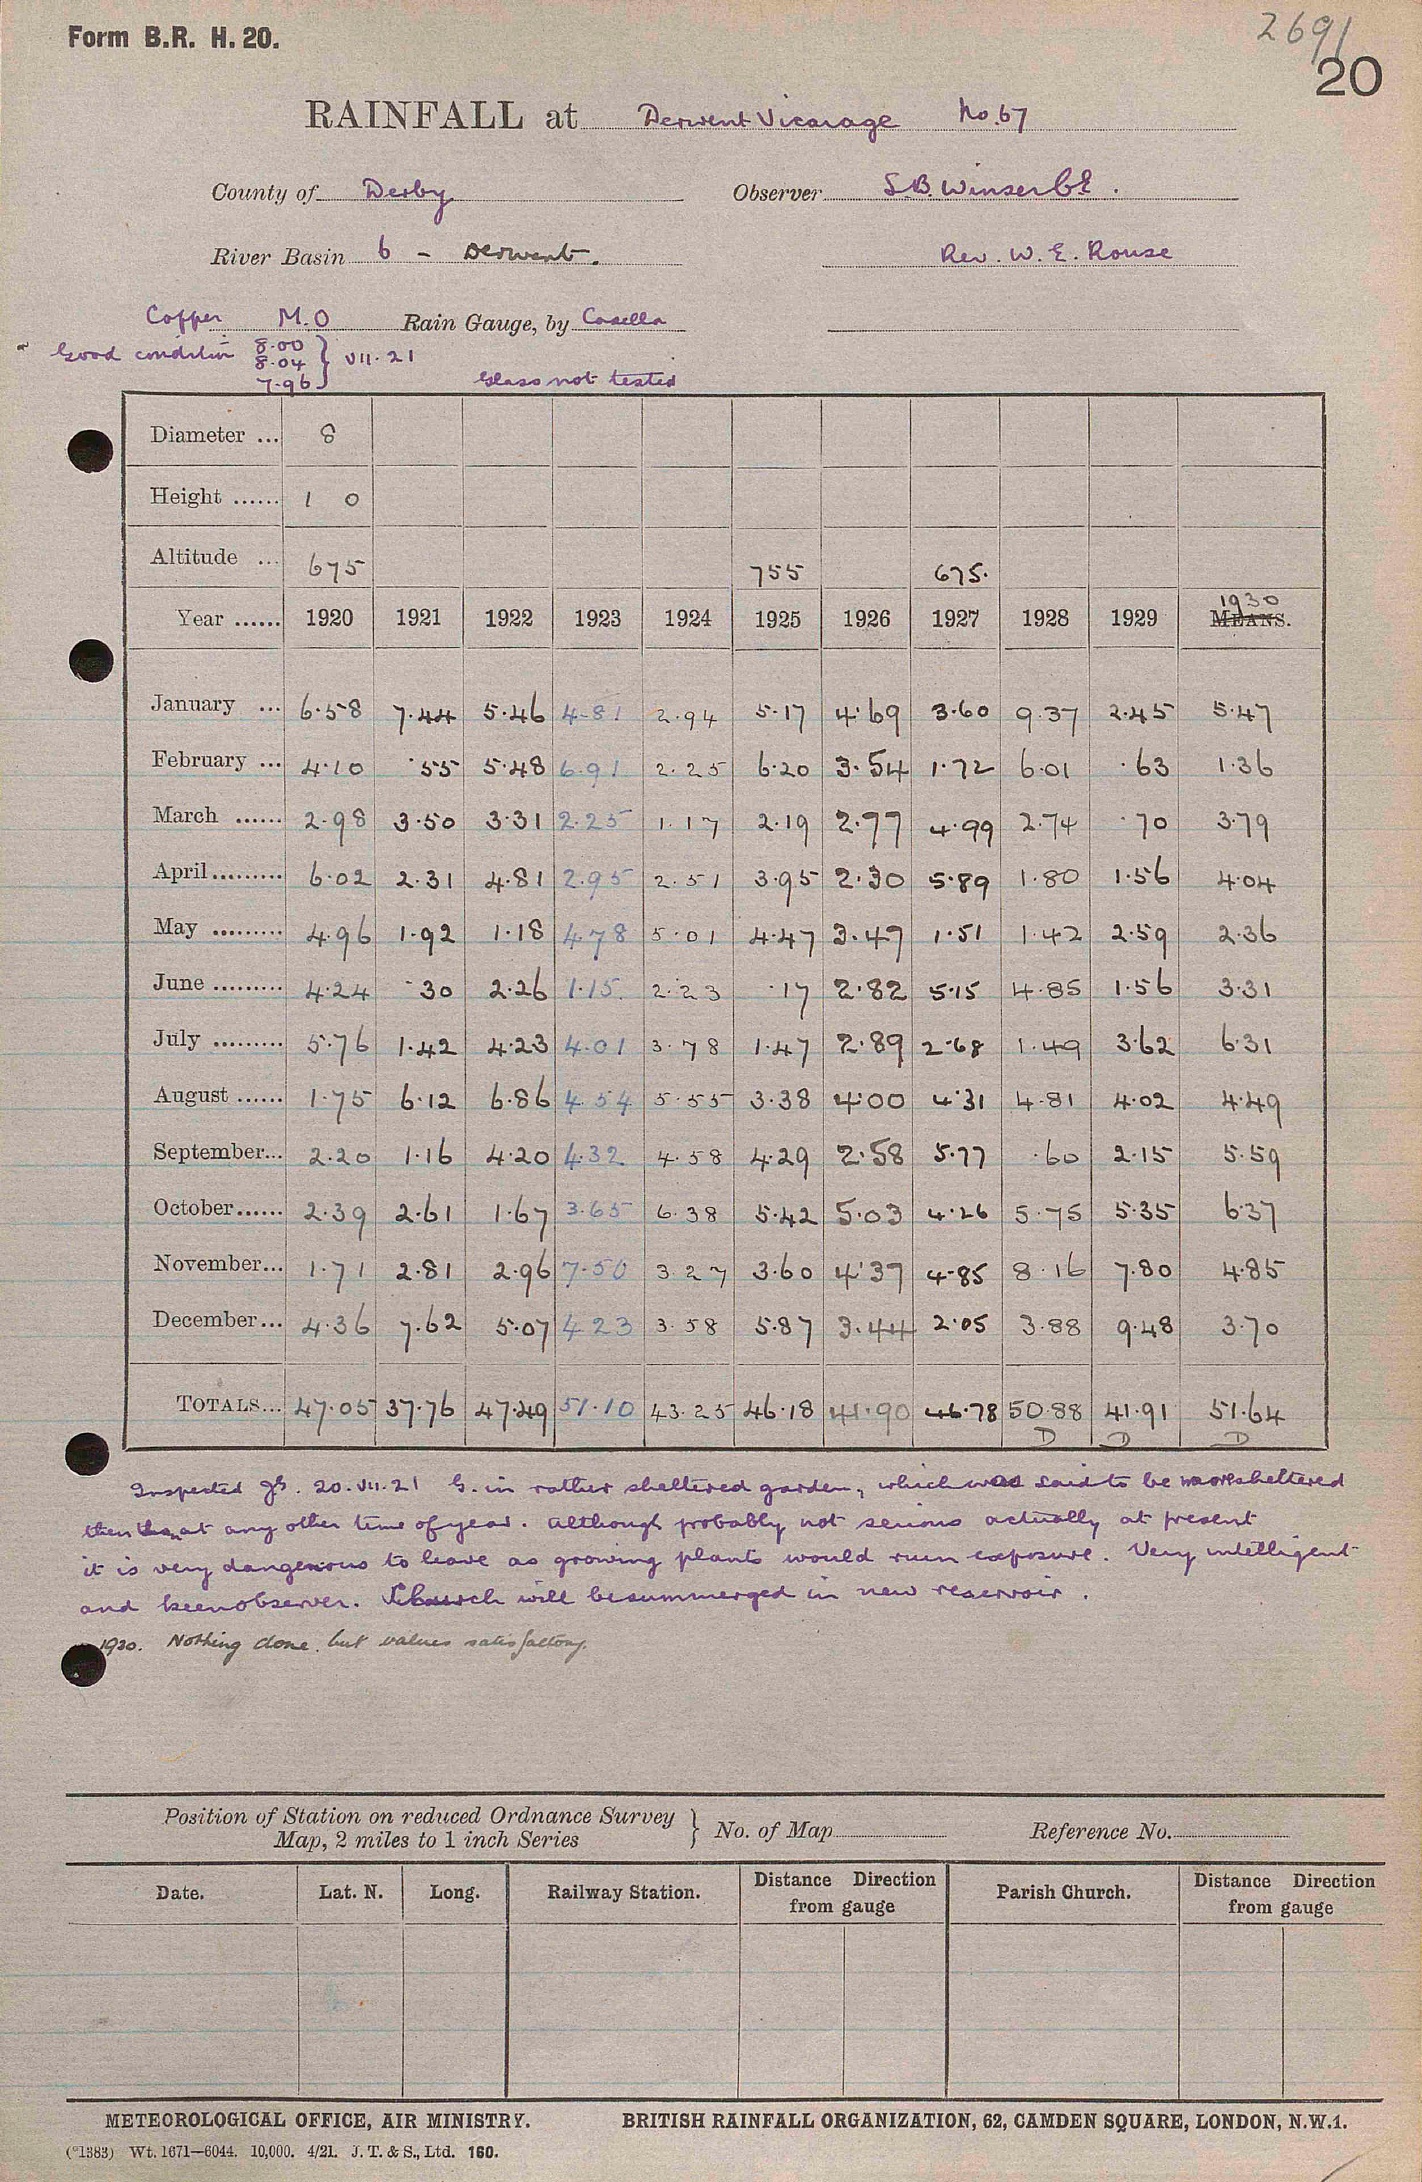 Form B.R. H. 20.
2691
20
RAINFALL at Derwent Vicarage No. 67
County of Derby Observer S.B. Winser C.E.
River Basin 6 - Derwent. Rev. W. E. Rouse
Copper M.O Rain Gauge, by Casella
Good condition 8.00 8.04 7.96 } VII. 21 Glass not tested
Diameter ... 8
Height ...... 1 0
Altitude ... 675 755 675.
Year ...... 1920 1921 1922 1923 1924 1925 1926 1927 1928 1929 1930 MEANS.
January ... 6.58 7.44 5.46 4.81 2.94 5.17 4.69 3.60 9.37 2.45 5.47
February ... 4.10 .55 5.48 6.91 2.25 6.20 3.54 1.72 6.01 .63 1.36
March ...... 2.98 3.50 3.31 2.25 1.17 2.19 2.77 4.99 2.74 .70 3.79
April ......... 6.02 2.31 4.81 2.95 2.51 3.95 2.30 5.89 1.80 1.56 4.04
May ......... 4.96 1.92 1.18 4.78 5.01 4.47 3.47 1.51 1.42 2.59 2.36
June ......... 4.24 .30 2.26 1.15 2.23 .17 2.82 5.15 4.85 1.56 3.31
July ......... 5.76 1.42 4.23 4.01 3.78 1.47 2.89 2.68 1.49 3.62 6.31
August ...... 1.75 6.12 6.86 4.54 5.55 3.38 4.00 4.31 4.81 4.02 4.49
September... 2.20 1.16 4.20 4.32 4.58 4.29 2.58 5.77 .60 2.15 5.59
October...... 2.39 2.61 1.67 3.65 6.38 5.42 5.03 4.26 5.75 5.35 6.37
November... 1.71 2.81 2.96 7.50 3.27 3.60 4.37 4.85 8.16 7.80 4.85
December... 4.36 7.62 5.07 4.23 3.58 5.87 3.44 2.05 3.88 9.48 3.70
TOTALS... 47.05 37.76 47.49 51.10 43.25 46.18 41.90 46.78 50.88 41.91 51.64
D D D
Inspected 20.VII.21 G. in rather sheltered garden, which was said to be more sheltered
then than at any other time of year. Although probably not serious actually at present
it is very dangerous to leave as growing plants would ruin exposure. Very intelligent
and keen observer. Church will be summerged in new reservoir.
1930. Nothing done, but values satisfactory.
Position of Station on reduced Ordnance Survey Map, 2 miles to 1 inch Series } No. of Map Reference No.
Date. Lat. N. Long. Railway Station. Distance Direction from gauge Parish Church. Distance Direction from gauge
METEOROLOGICAL OFFICE, AIR MINISTRY. BRITISH RAINFALL ORGANIZATION, 62, CAMDEN SQUARE, LONDON, N.W.1.
(*1383) Wt. 1671—6044. 10,000. 4/21. J. T. & S., Ltd. 160.